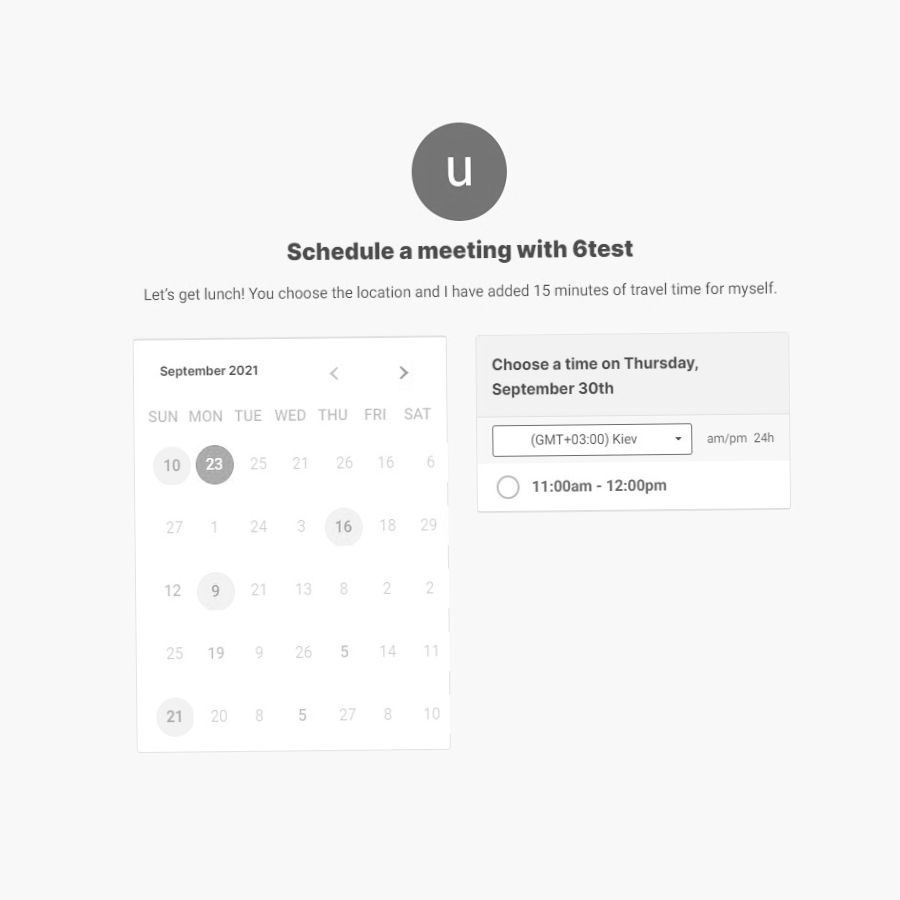 u
Schedule a meeting with 6test
Let's get lunch! You choose the location and I have added 15 minutes of travel time for myself.
September 2021
SUN MON TUE WED THU FRI SAT
10 23 25 21 26 16 6
27 1 24 3 16 18 29
12 9 21 13 8 2 2
25 19 9 26 5 14 11
21 20 8 5 27 8 10
Choose a time on Thursday,
September 30th
(GMT+03:00) Kiev am/pm 24h
11:00am - 12:00pm